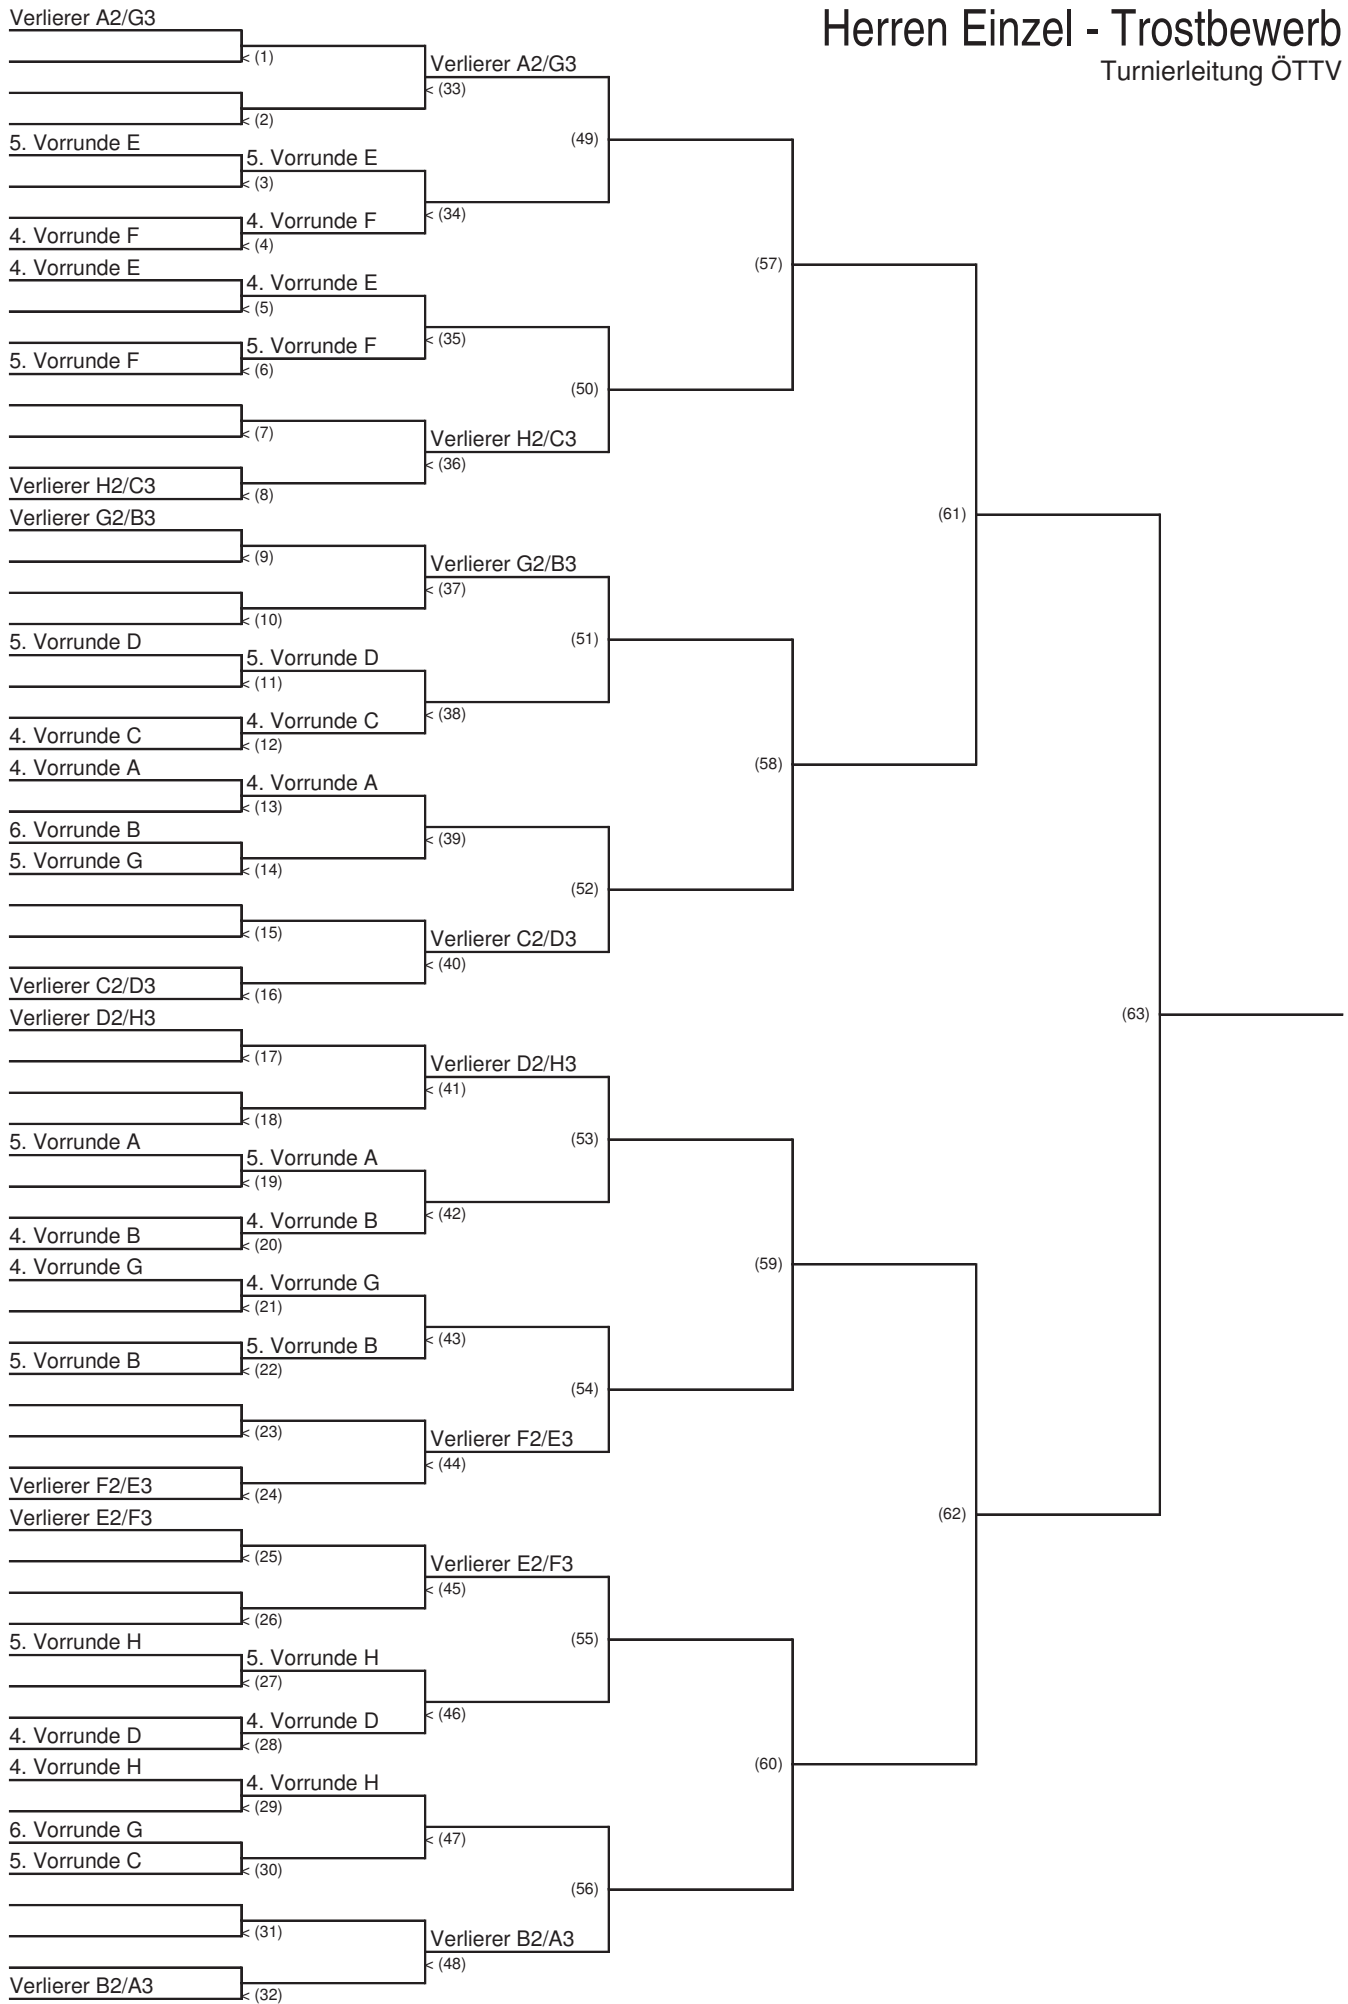 Herren Einzel - Trostbewerb
Turnierleitung ÖTTV
Verlierer A2/G3
< (1)
Verlierer A2/G3
< (33)
< (2)
5. Vorrunde E
(49)
5. Vorrunde E
< (3)
< (34)
4. Vorrunde F
4. Vorrunde F
< (4)
4. Vorrunde E
(57)
4. Vorrunde E
< (5)
< (35)
5. Vorrunde F
5. Vorrunde F
< (6)
(50)
< (7)
Verlierer H2/C3
< (36)
Verlierer H2/C3
< (8)
Verlierer G2/B3
(61)
< (9)
Verlierer G2/B3
< (37)
< (10)
5. Vorrunde D
(51)
5. Vorrunde D
< (11)
< (38)
4. Vorrunde C
4. Vorrunde C
< (12)
4. Vorrunde A
(58)
4. Vorrunde A
< (13)
6. Vorrunde B
< (39)
5. Vorrunde G
< (14)
(52)
< (15)
Verlierer C2/D3
< (40)
Verlierer C2/D3
< (16)
Verlierer D2/H3
(63)
< (17)
Verlierer D2/H3
< (41)
< (18)
5. Vorrunde A
(53)
5. Vorrunde A
< (19)
< (42)
4. Vorrunde B
4. Vorrunde B
< (20)
4. Vorrunde G
(59)
4. Vorrunde G
< (21)
< (43)
5. Vorrunde B
5. Vorrunde B
< (22)
(54)
< (23)
Verlierer F2/E3
< (44)
Verlierer F2/E3
< (24)
Verlierer E2/F3
(62)
< (25)
Verlierer E2/F3
< (45)
< (26)
5. Vorrunde H
(55)
5. Vorrunde H
< (27)
< (46)
4. Vorrunde D
4. Vorrunde D
< (28)
4. Vorrunde H
(60)
4. Vorrunde H
< (29)
6. Vorrunde G
< (47)
5. Vorrunde C
< (30)
(56)
< (31)
Verlierer B2/A3
< (48)
Verlierer B2/A3
< (32)